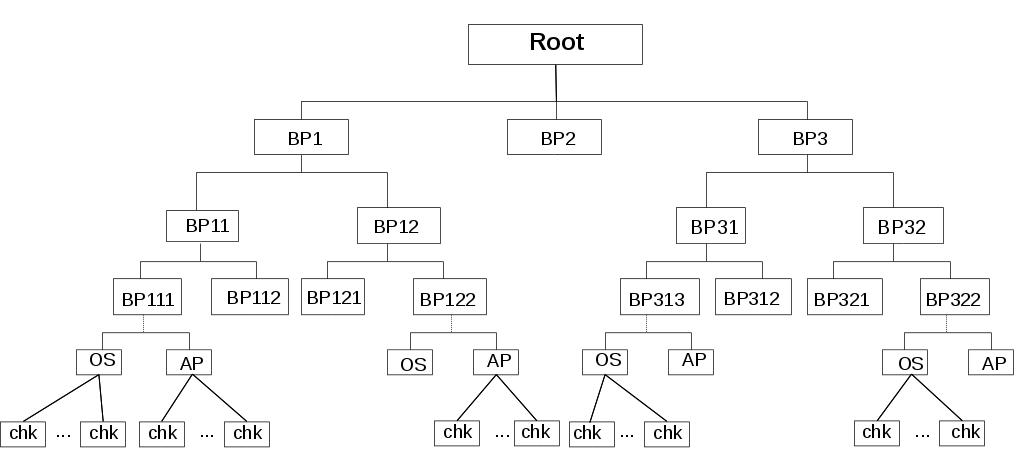 Root
BP1 BP2 BP3
BP11 BP12 BP31 BP32
BP111 BP112 BP121 BP122 BP313 BP312 BP321 BP322
OS AP OS AP OS AP OS AP
chk ... chk chk ... chk chk ... chk chk ... chk chk ... chk